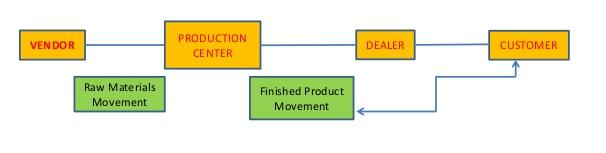 VENDOR
PRODUCTION
CENTER
DEALER
CUSTOMER
Raw Materials
Movement
Finished Product
Movement